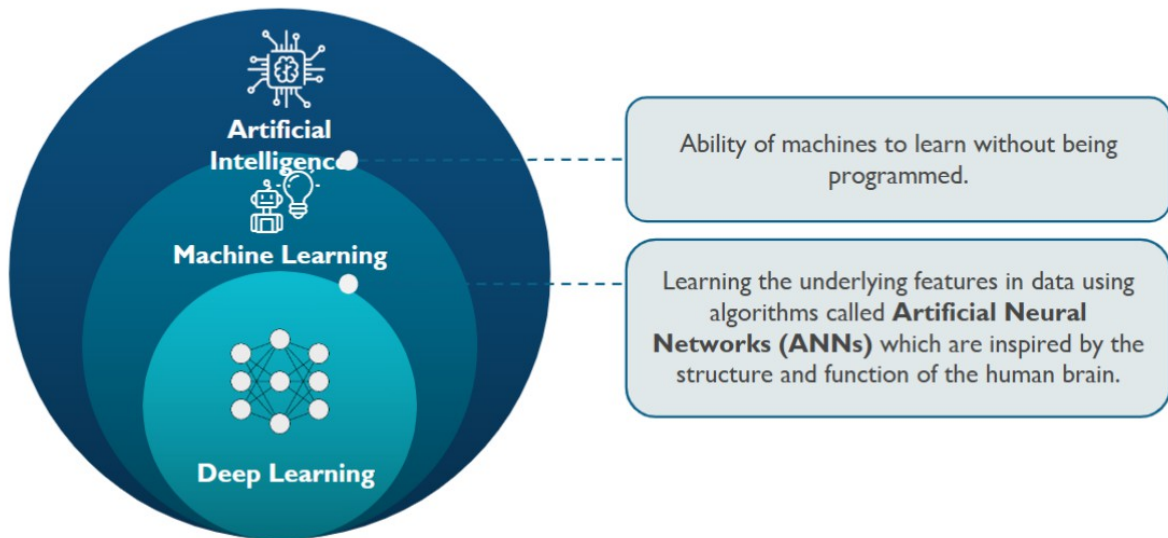 Artificial
Intelligence
Machine Learning
Deep Learning
Ability of machines to learn without being
programmed.
Learning the underlying features in data using
algorithms called Artificial Neural
Networks (ANNs) which are inspired by the
structure and function of the human brain.